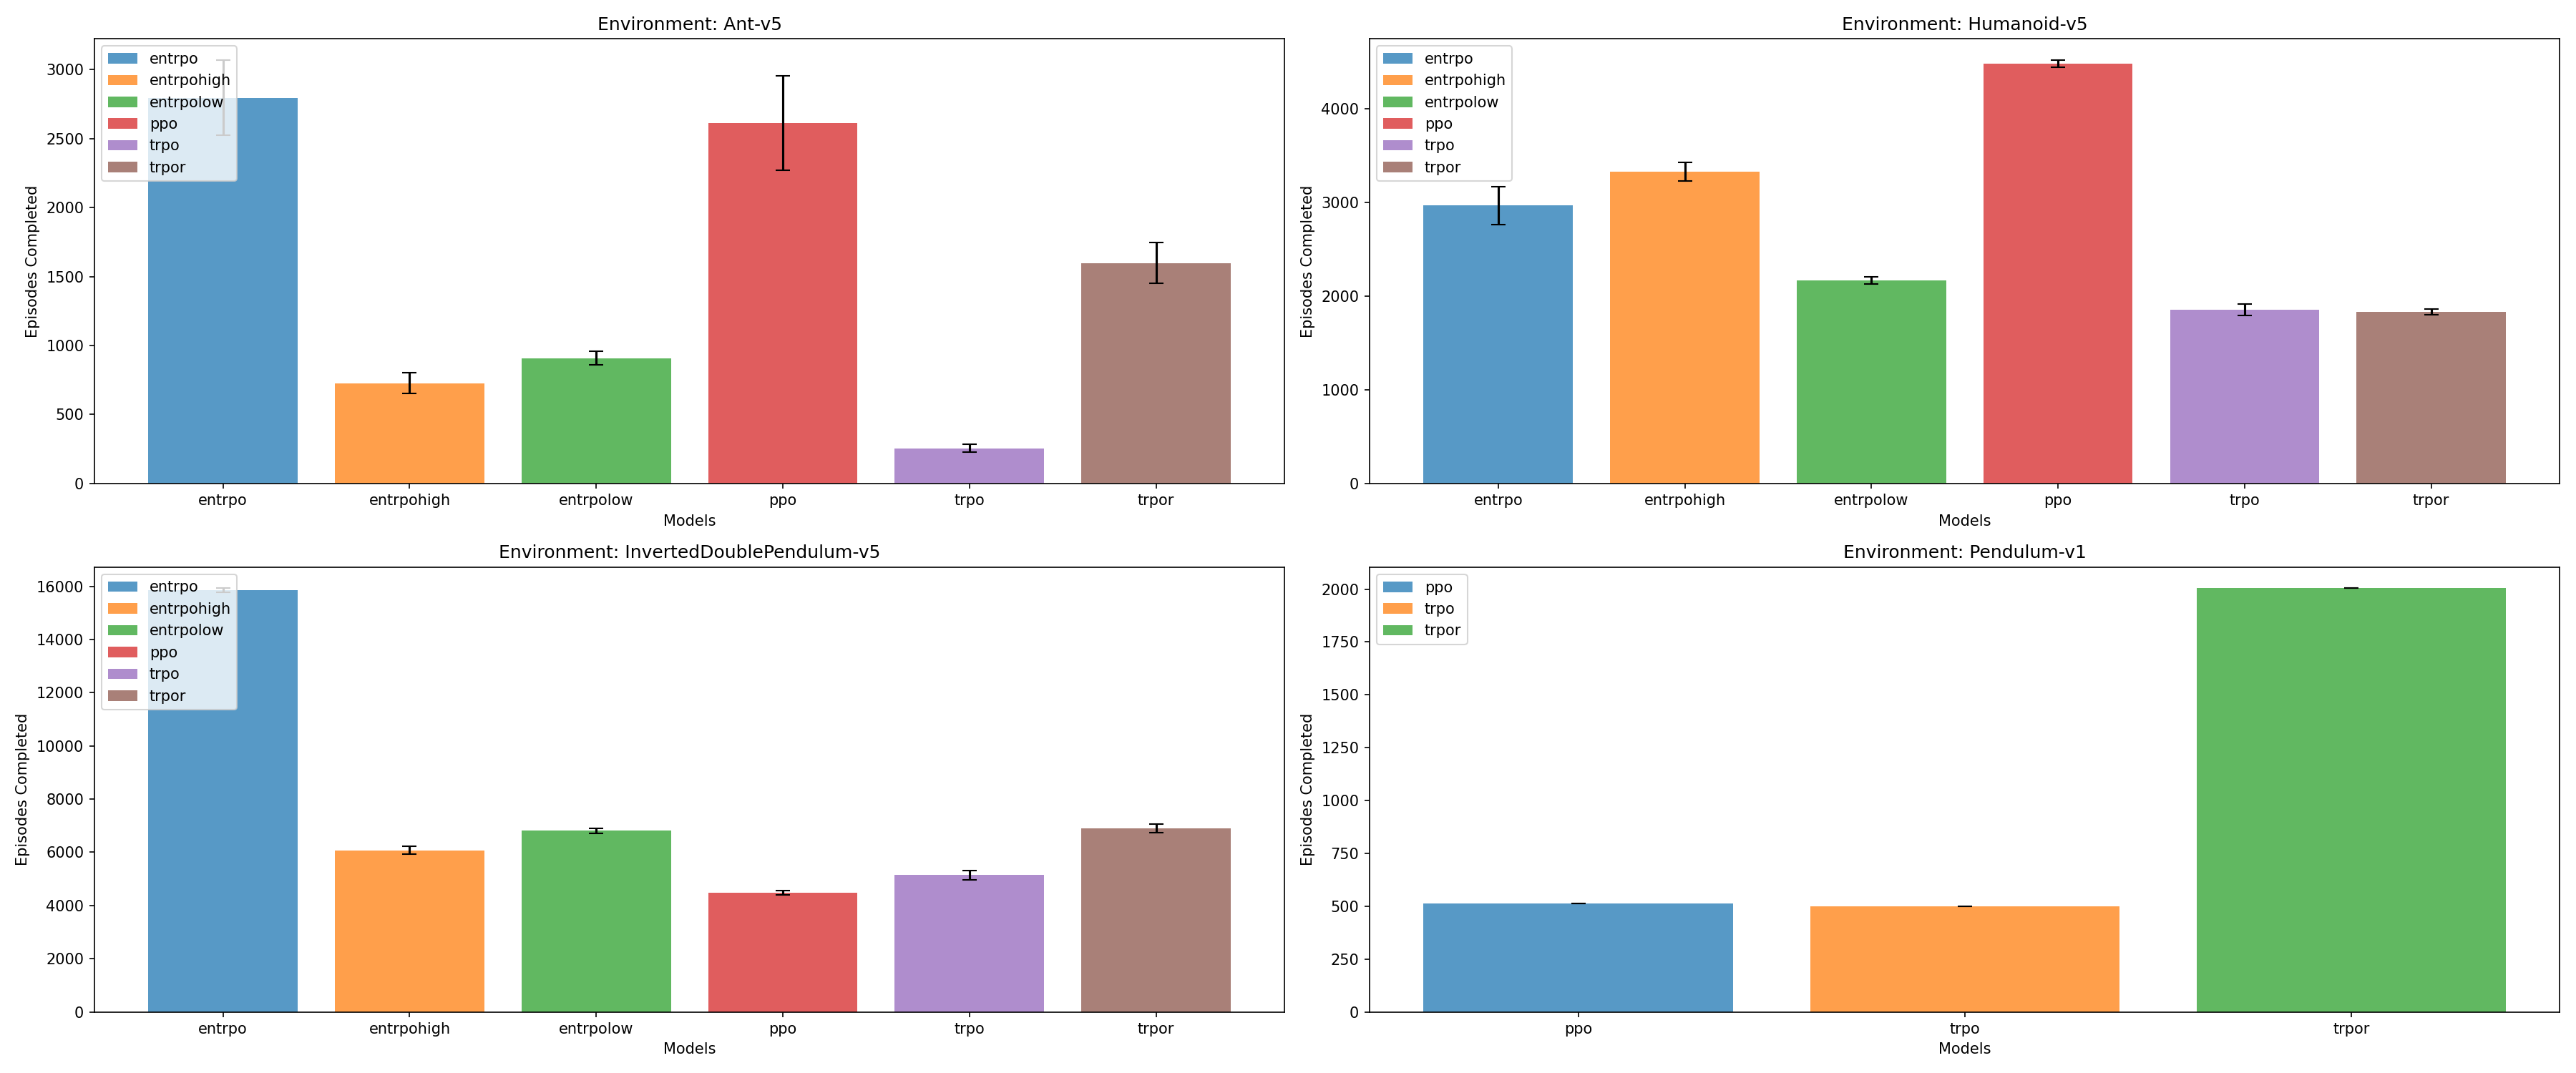 Environment: Ant-v5
3000
2500
2000
1500
1000
500
0
Episodes Completed
entrpo
entrpohigh
entrpolow
ppo
trpo
trpor
entrpo
entrpohigh
entrpolow
ppo
trpo
trpor
Models
Environment: Humanoid-v5
4000
3000
2000
1000
0
Episodes Completed
entrpo
entrpohigh
entrpolow
ppo
trpo
trpor
entrpo
entrpohigh
entrpolow
ppo
trpo
trpor
Models
Environment: InvertedDoublePendulum-v5
16000
14000
12000
10000
8000
6000
4000
2000
0
Episodes Completed
entrpo
entrpohigh
entrpolow
ppo
trpo
trpor
entrpo
entrpohigh
entrpolow
ppo
trpo
trpor
Models
Environment: Pendulum-v1
2000
1750
1500
1250
1000
750
500
250
0
Episodes Completed
ppo
trpo
trpor
ppo
trpo
trpor
Models